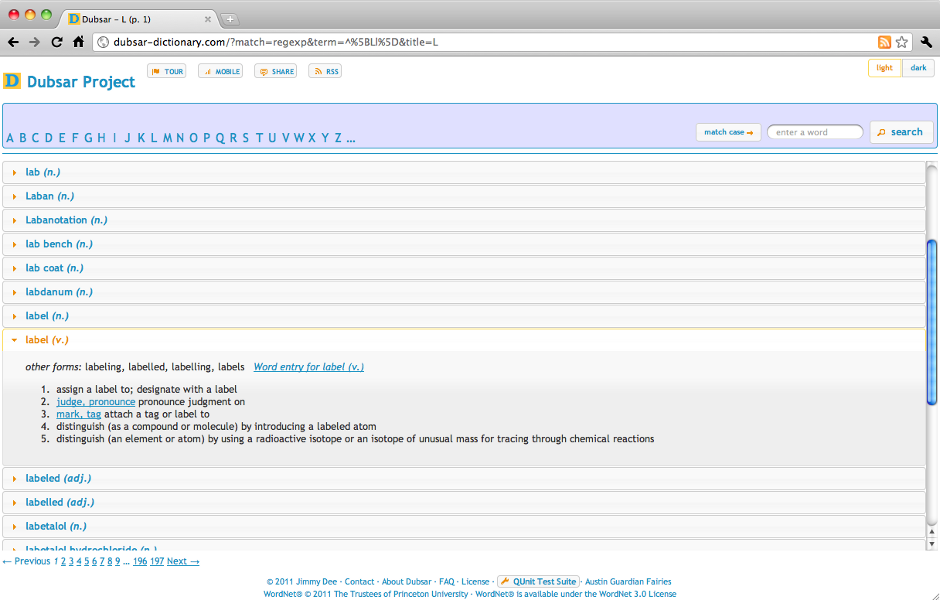 Dubsar – L (p. 1)
dubsar-dictionary.com/?match=regexp&term=^%5BLl%5D&title=L
D Dubsar Project
TOUR MOBILE SHARE RSS
light dark
A B C D E F G H I J K L M N O P Q R S T U V W X Y Z ...
match case → enter a word search
lab (n.)
Laban (n.)
Labanotation (n.)
lab bench (n.)
lab coat (n.)
labdanum (n.)
label (n.)
label (v.)
other forms: labeling, labelled, labelling, labels Word entry for label (v.)
1. assign a label to; designate with a label
2. judge, pronounce pronounce judgment on
3. mark, tag attach a tag or label to
4. distinguish (as a compound or molecule) by introducing a labeled atom
5. distinguish (an element or atom) by using a radioactive isotope or an isotope of unusual mass for tracing through chemical reactions
labeled (adj.)
labelled (adj.)
labetalol (n.)
labetalol hydrochloride (n.)
← Previous 1 2 3 4 5 6 7 8 9 … 196 197 Next →
© 2011 Jimmy Dee · Contact · About Dubsar · FAQ · License · QUnit Test Suite · Austin Guardian Fairies
WordNet® © 2011 The Trustees of Princeton University · WordNet® is available under the WordNet 3.0 License